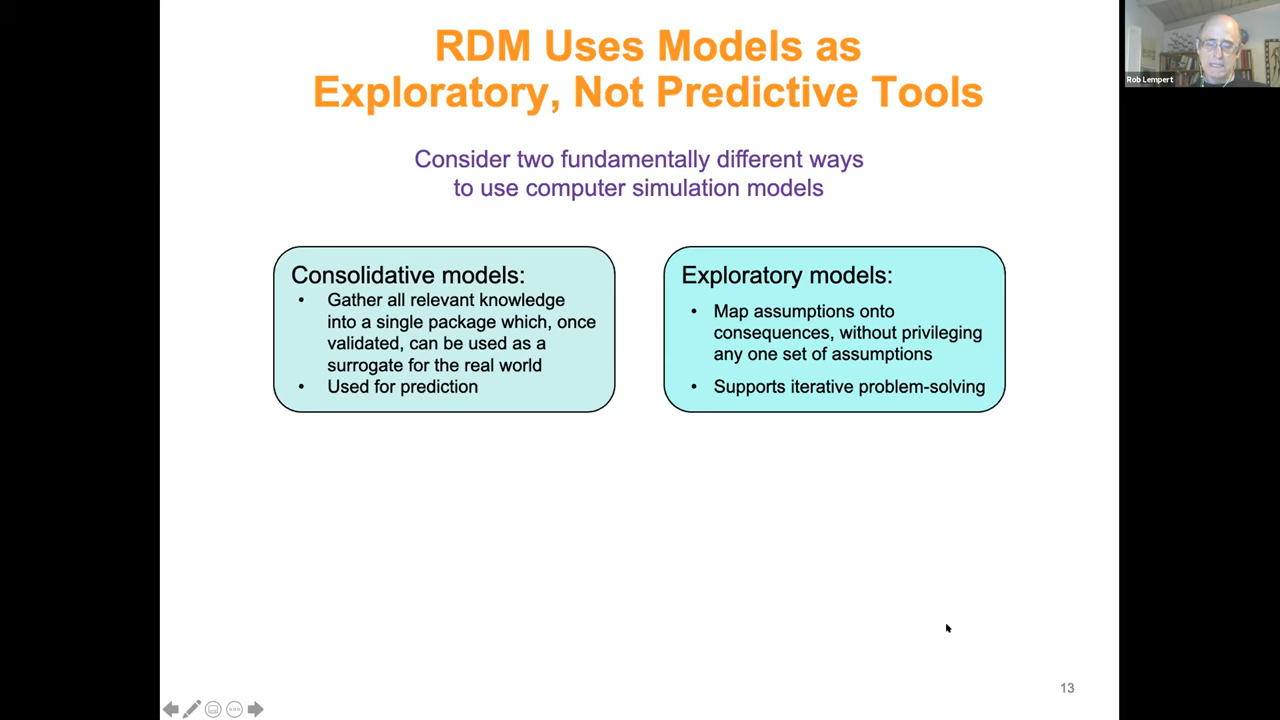 RDM Uses Models as
Exploratory, Not Predictive Tools
Consider two fundamentally different ways
to use computer simulation models
Consolidative models:
• Gather all relevant knowledge
into a single package which, once
validated, can be used as a
surrogate for the real world
• Used for prediction
Exploratory models:
• Map assumptions onto
consequences, without privileging
any one set of assumptions
• Supports iterative problem-solving
Rob Lempert
13